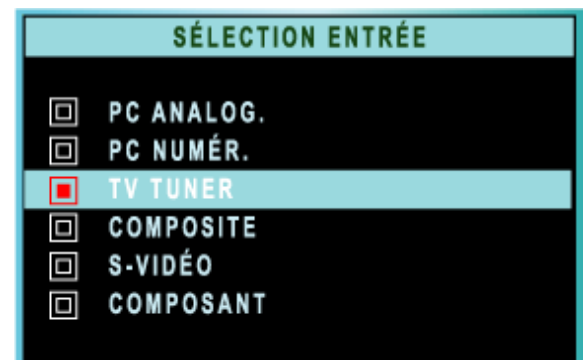 SÉLECTION ENTRÉE
PC ANALOG.
PC NUMÉR.
TV TUNER
COMPOSITE
S-VIDÉO
COMPOSANT